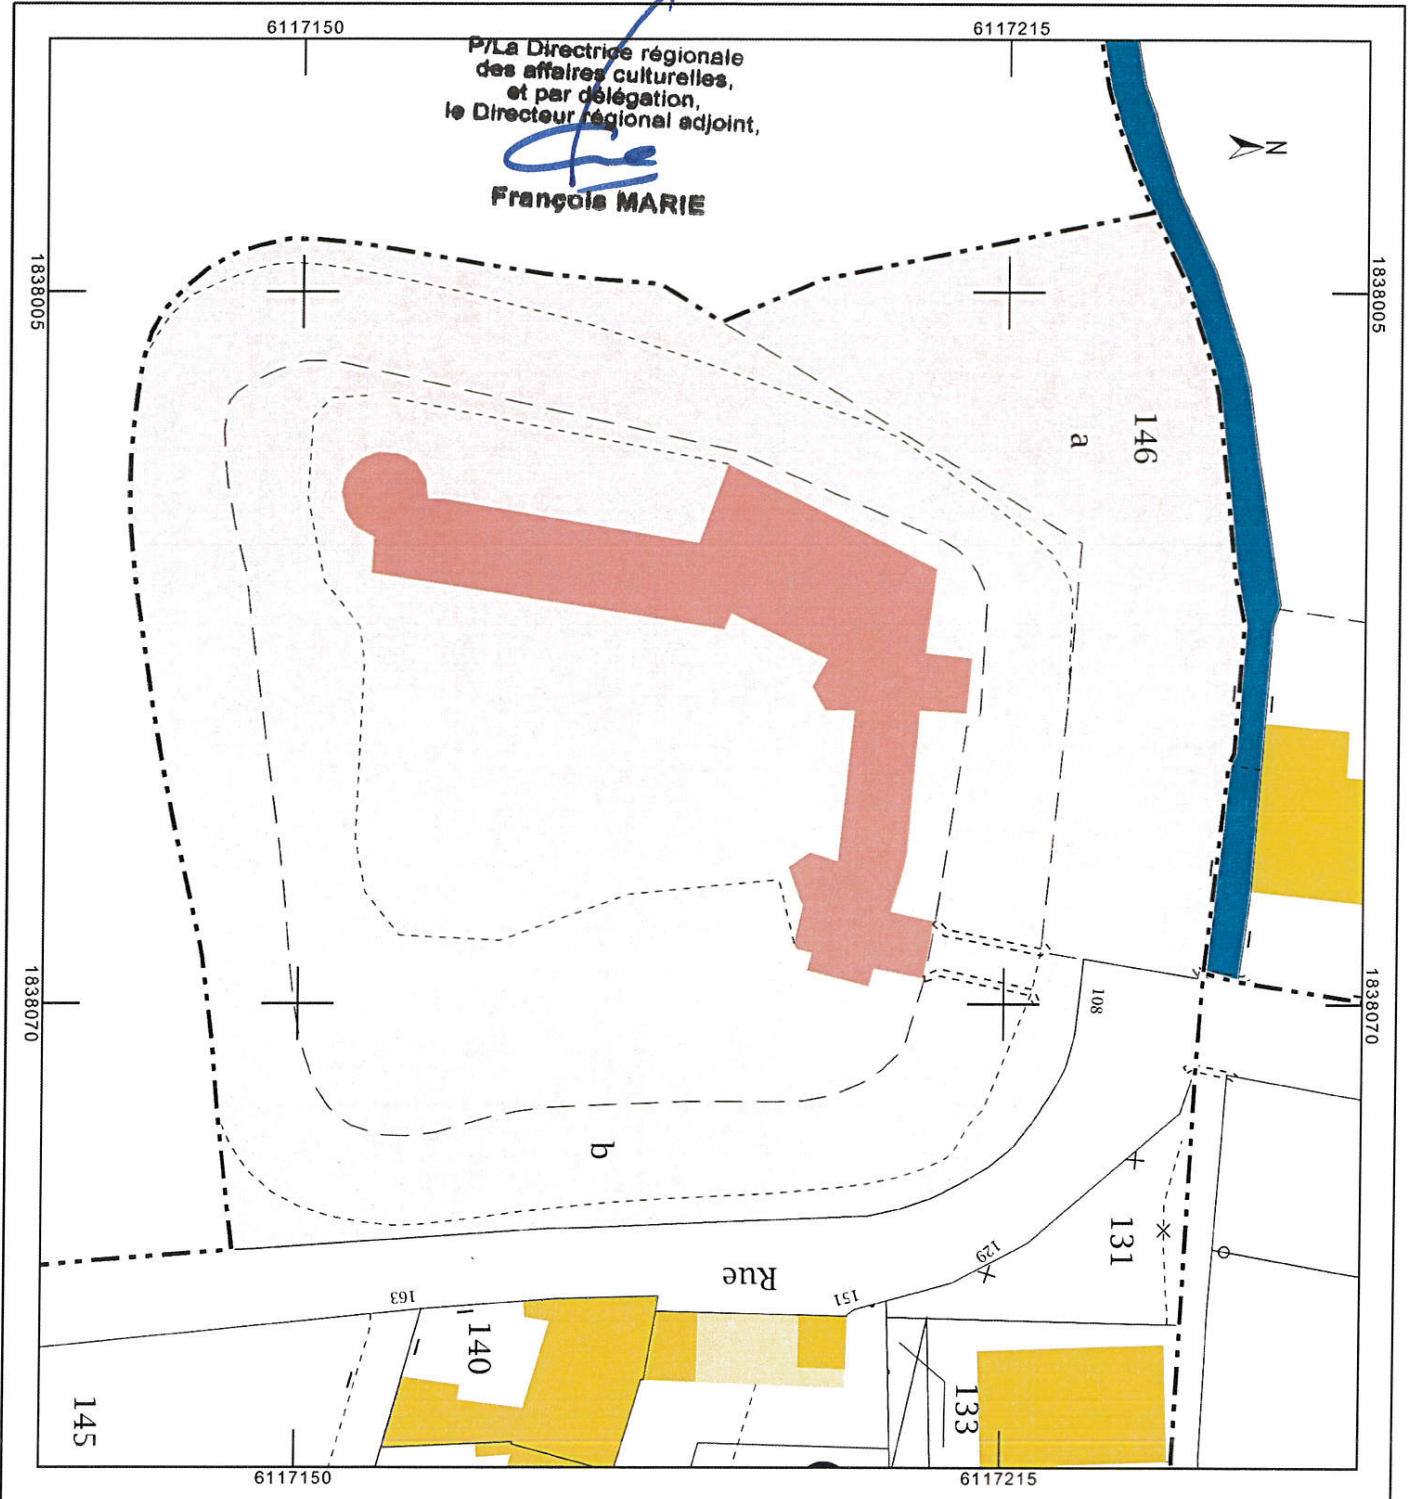 6117150
6117215
P/La Directrice régionale
des affaires culturelles,
et par délégation,
le Directeur régional adjoint,
François MARIE
N
1838005
1838005
146
a
1838070
1838070
108
b
131
129
Rue
151
163
140
133
145
6117150
6117215